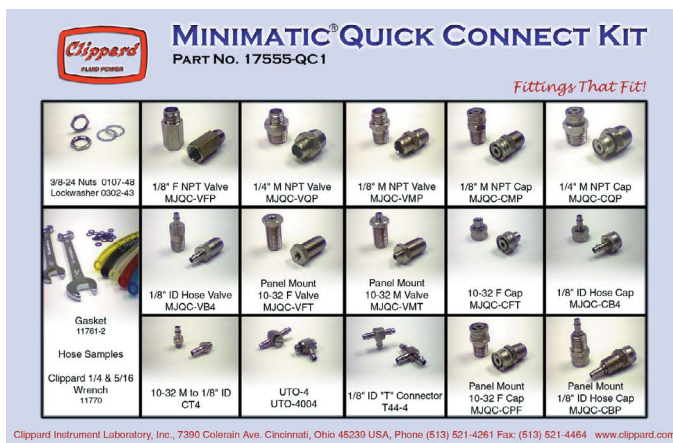 Clippard
FLUID POWER
MINIMATIC® QUICK CONNECT KIT
PART NO. 17555-QC1
Fittings That Fit!
3/8-24 Nuts 0107-48
Lockwasher 0302-43
1/8" F NPT Valve
MJQC-VFP
1/4" M NPT Valve
MJQC-VQP
1/8" M NPT Valve
MJQC-VMP
1/8" M NPT Cap
MJQC-CMP
1/4" M NPT Cap
MJQC-CQP
Gasket
11761-2
Hose Samples
Clippard 1/4 & 5/16
Wrench
11770
1/8" ID Hose Valve
MJQC-VB4
Panel Mount
10-32 F Valve
MJQC-VFT
Panel Mount
10-32 M Valve
MJQC-VMT
10-32 F Cap
MJQC-CFT
1/8" ID Hose Cap
MJQC-CB4
10-32 M to 1/8" ID
CT4
UTO-4
UTO-4004
1/8" ID "T" Connector
T44-4
Panel Mount
10-32 F Cap
MJQC-CPF
Panel Mount
1/8" ID Hose Cap
MJQC-CBP
Clippard Instrument Laboratory, Inc., 7390 Colerain Ave. Cincinnati, Ohio 45239 USA, Phone (513) 521-4261 Fax: (513) 521-4464 www.clippard.com